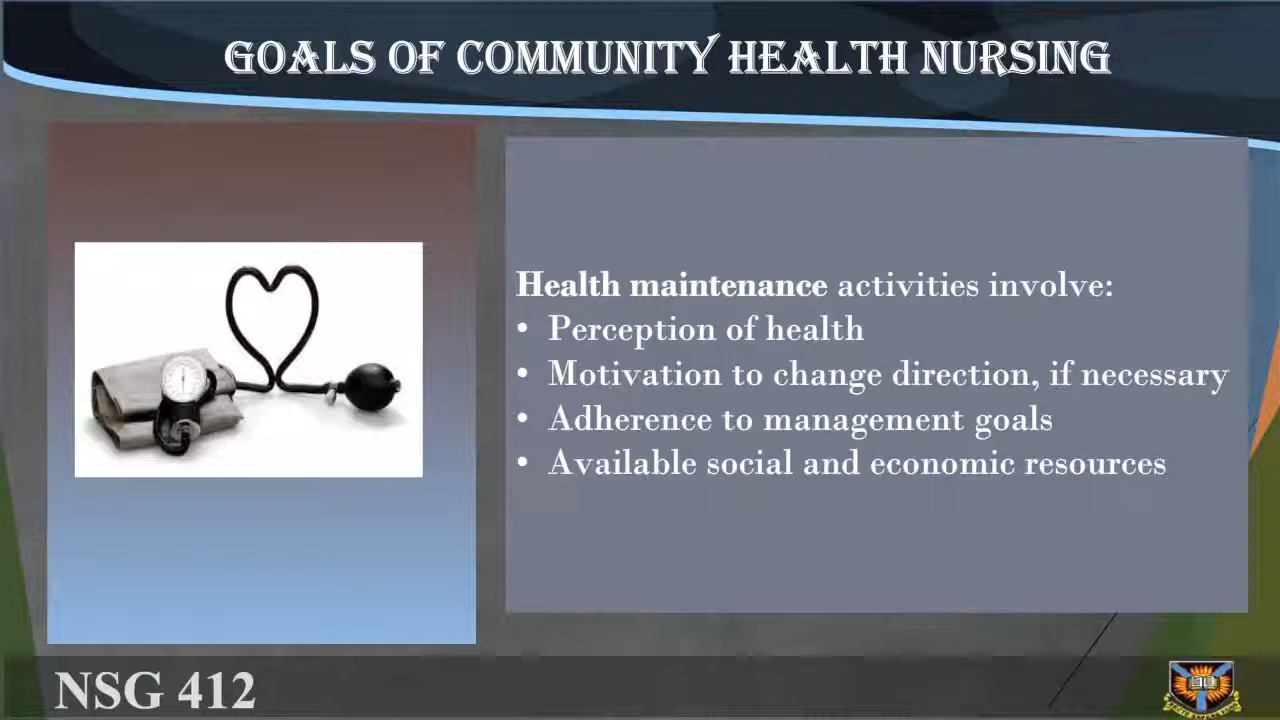 GOALS OF COMMUNITY HEALTH NURSING
Health maintenance activities involve:
• Perception of health
• Motivation to change direction, if necessary
• Adherence to management goals
• Available social and economic resources
NSG 412